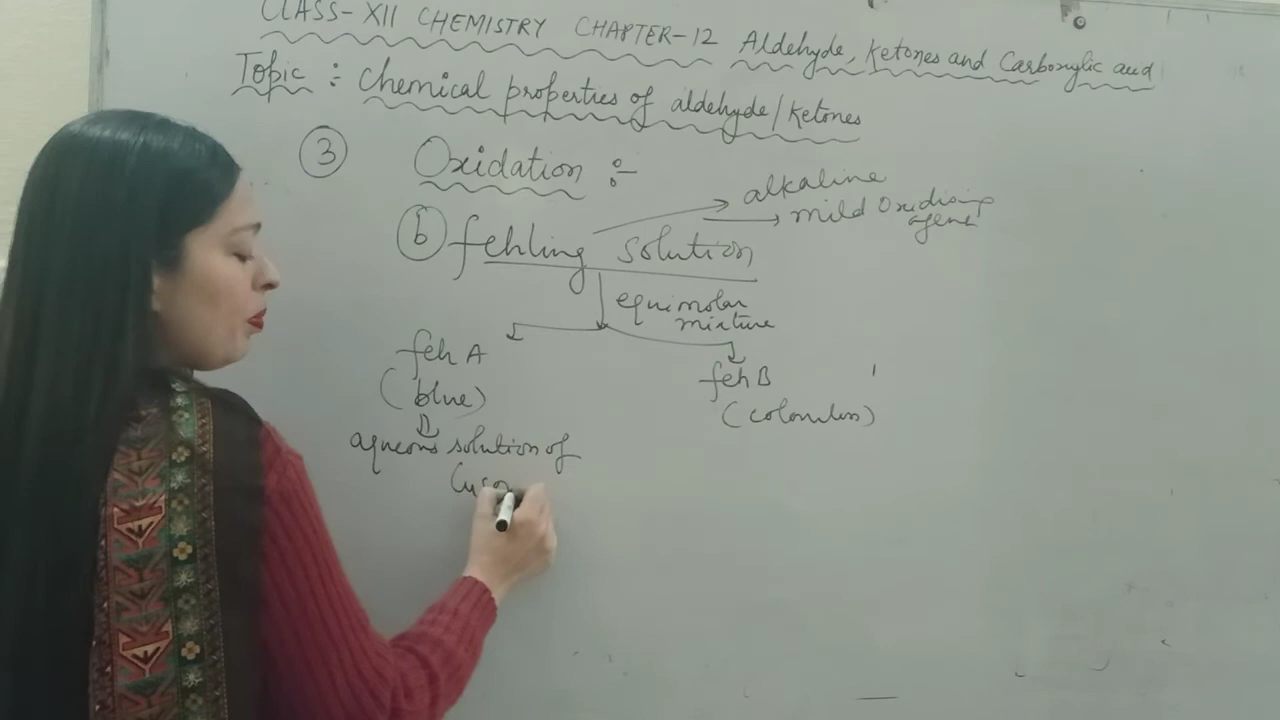 CLASS-XII CHEMISTRY CHAPTER-12 Aldehyde, Ketones and Carboxylic acid
Topic : Chemical properties of aldehyde/Ketones
③ Oxidation :-
ⓑ fehling solution
alkaline
mild Oxidising
agent
equimolar
mixture
feh A
(blue)
feh B
(colourless)
aqueous solution of
CuSO